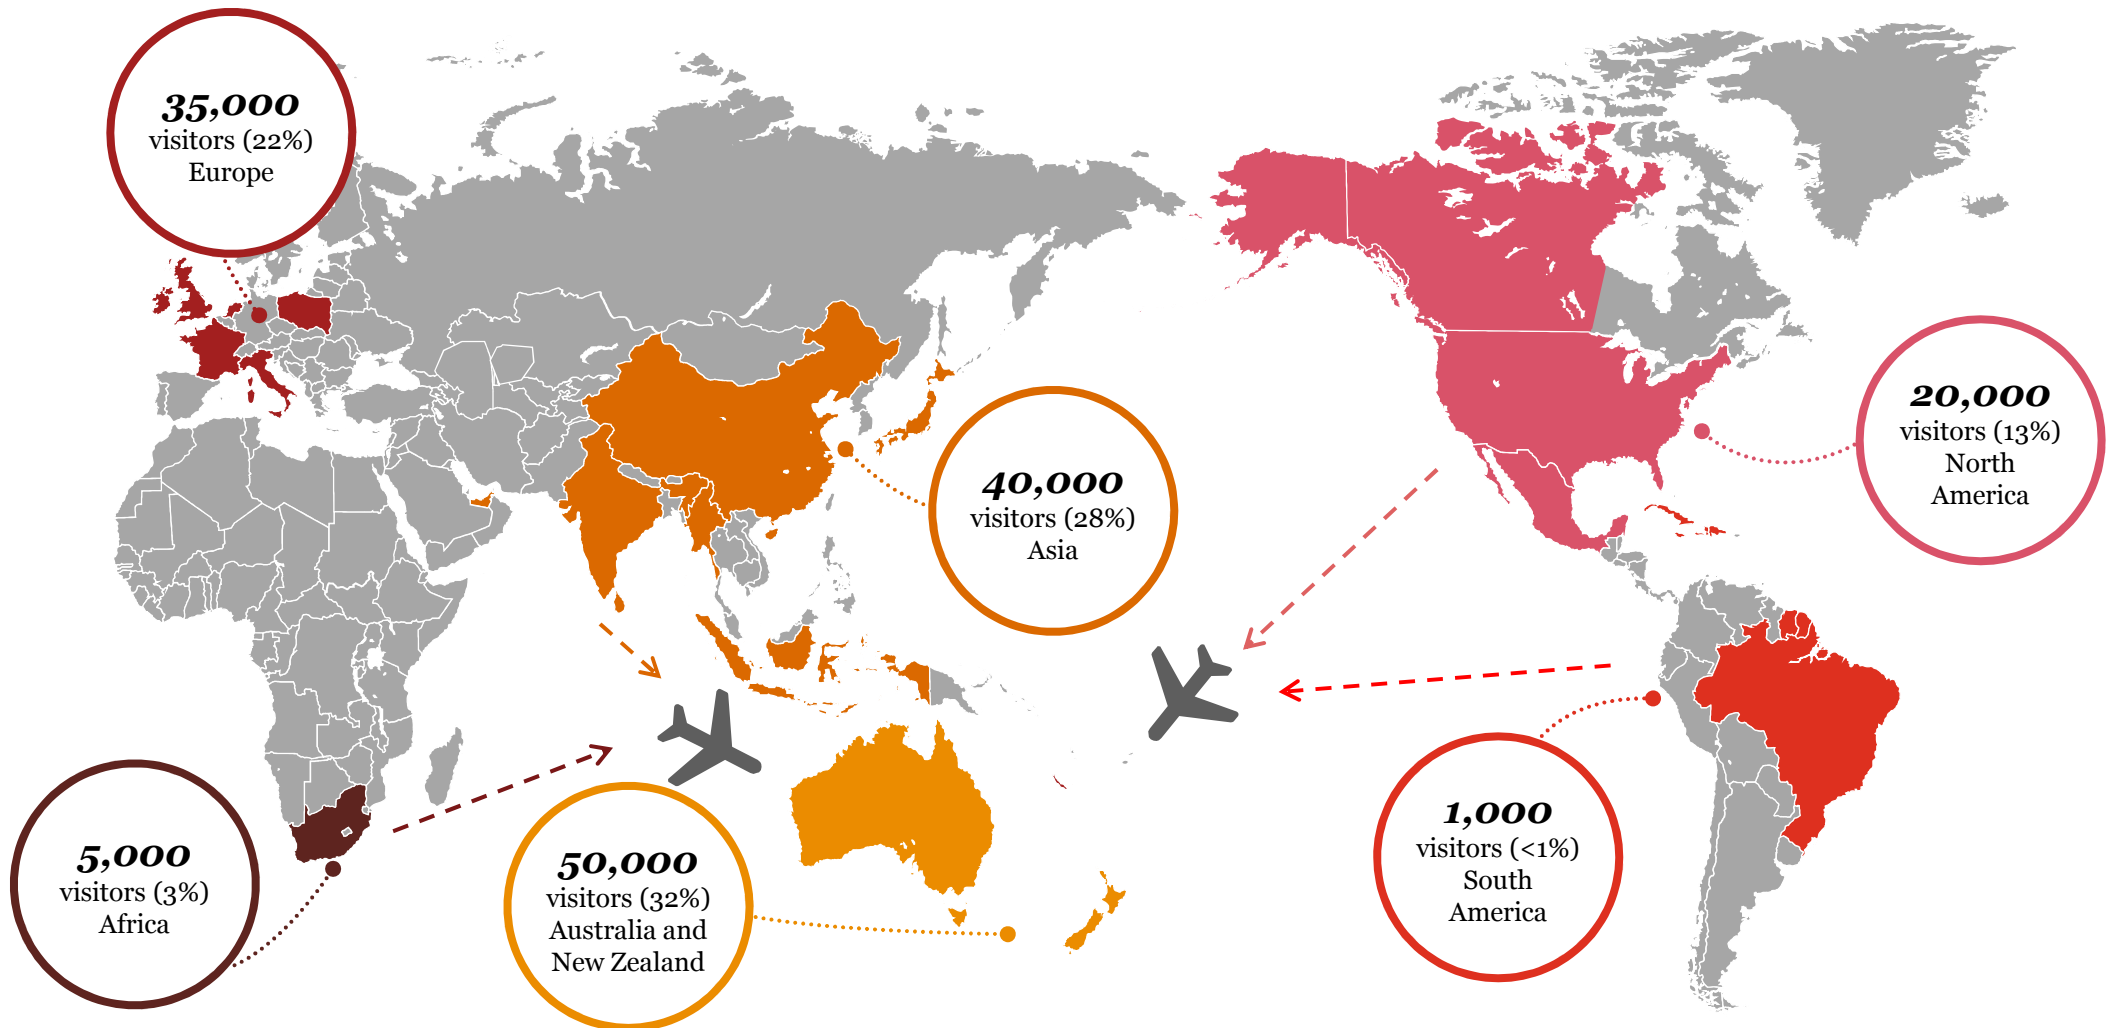 35,000
visitors (22%)
Europe
40,000
visitors (28%)
Asia
20,000
visitors (13%)
North
America
5,000
visitors (3%)
Africa
50,000
visitors (32%)
Australia and
New Zealand
1,000
visitors (<1%)
South
America